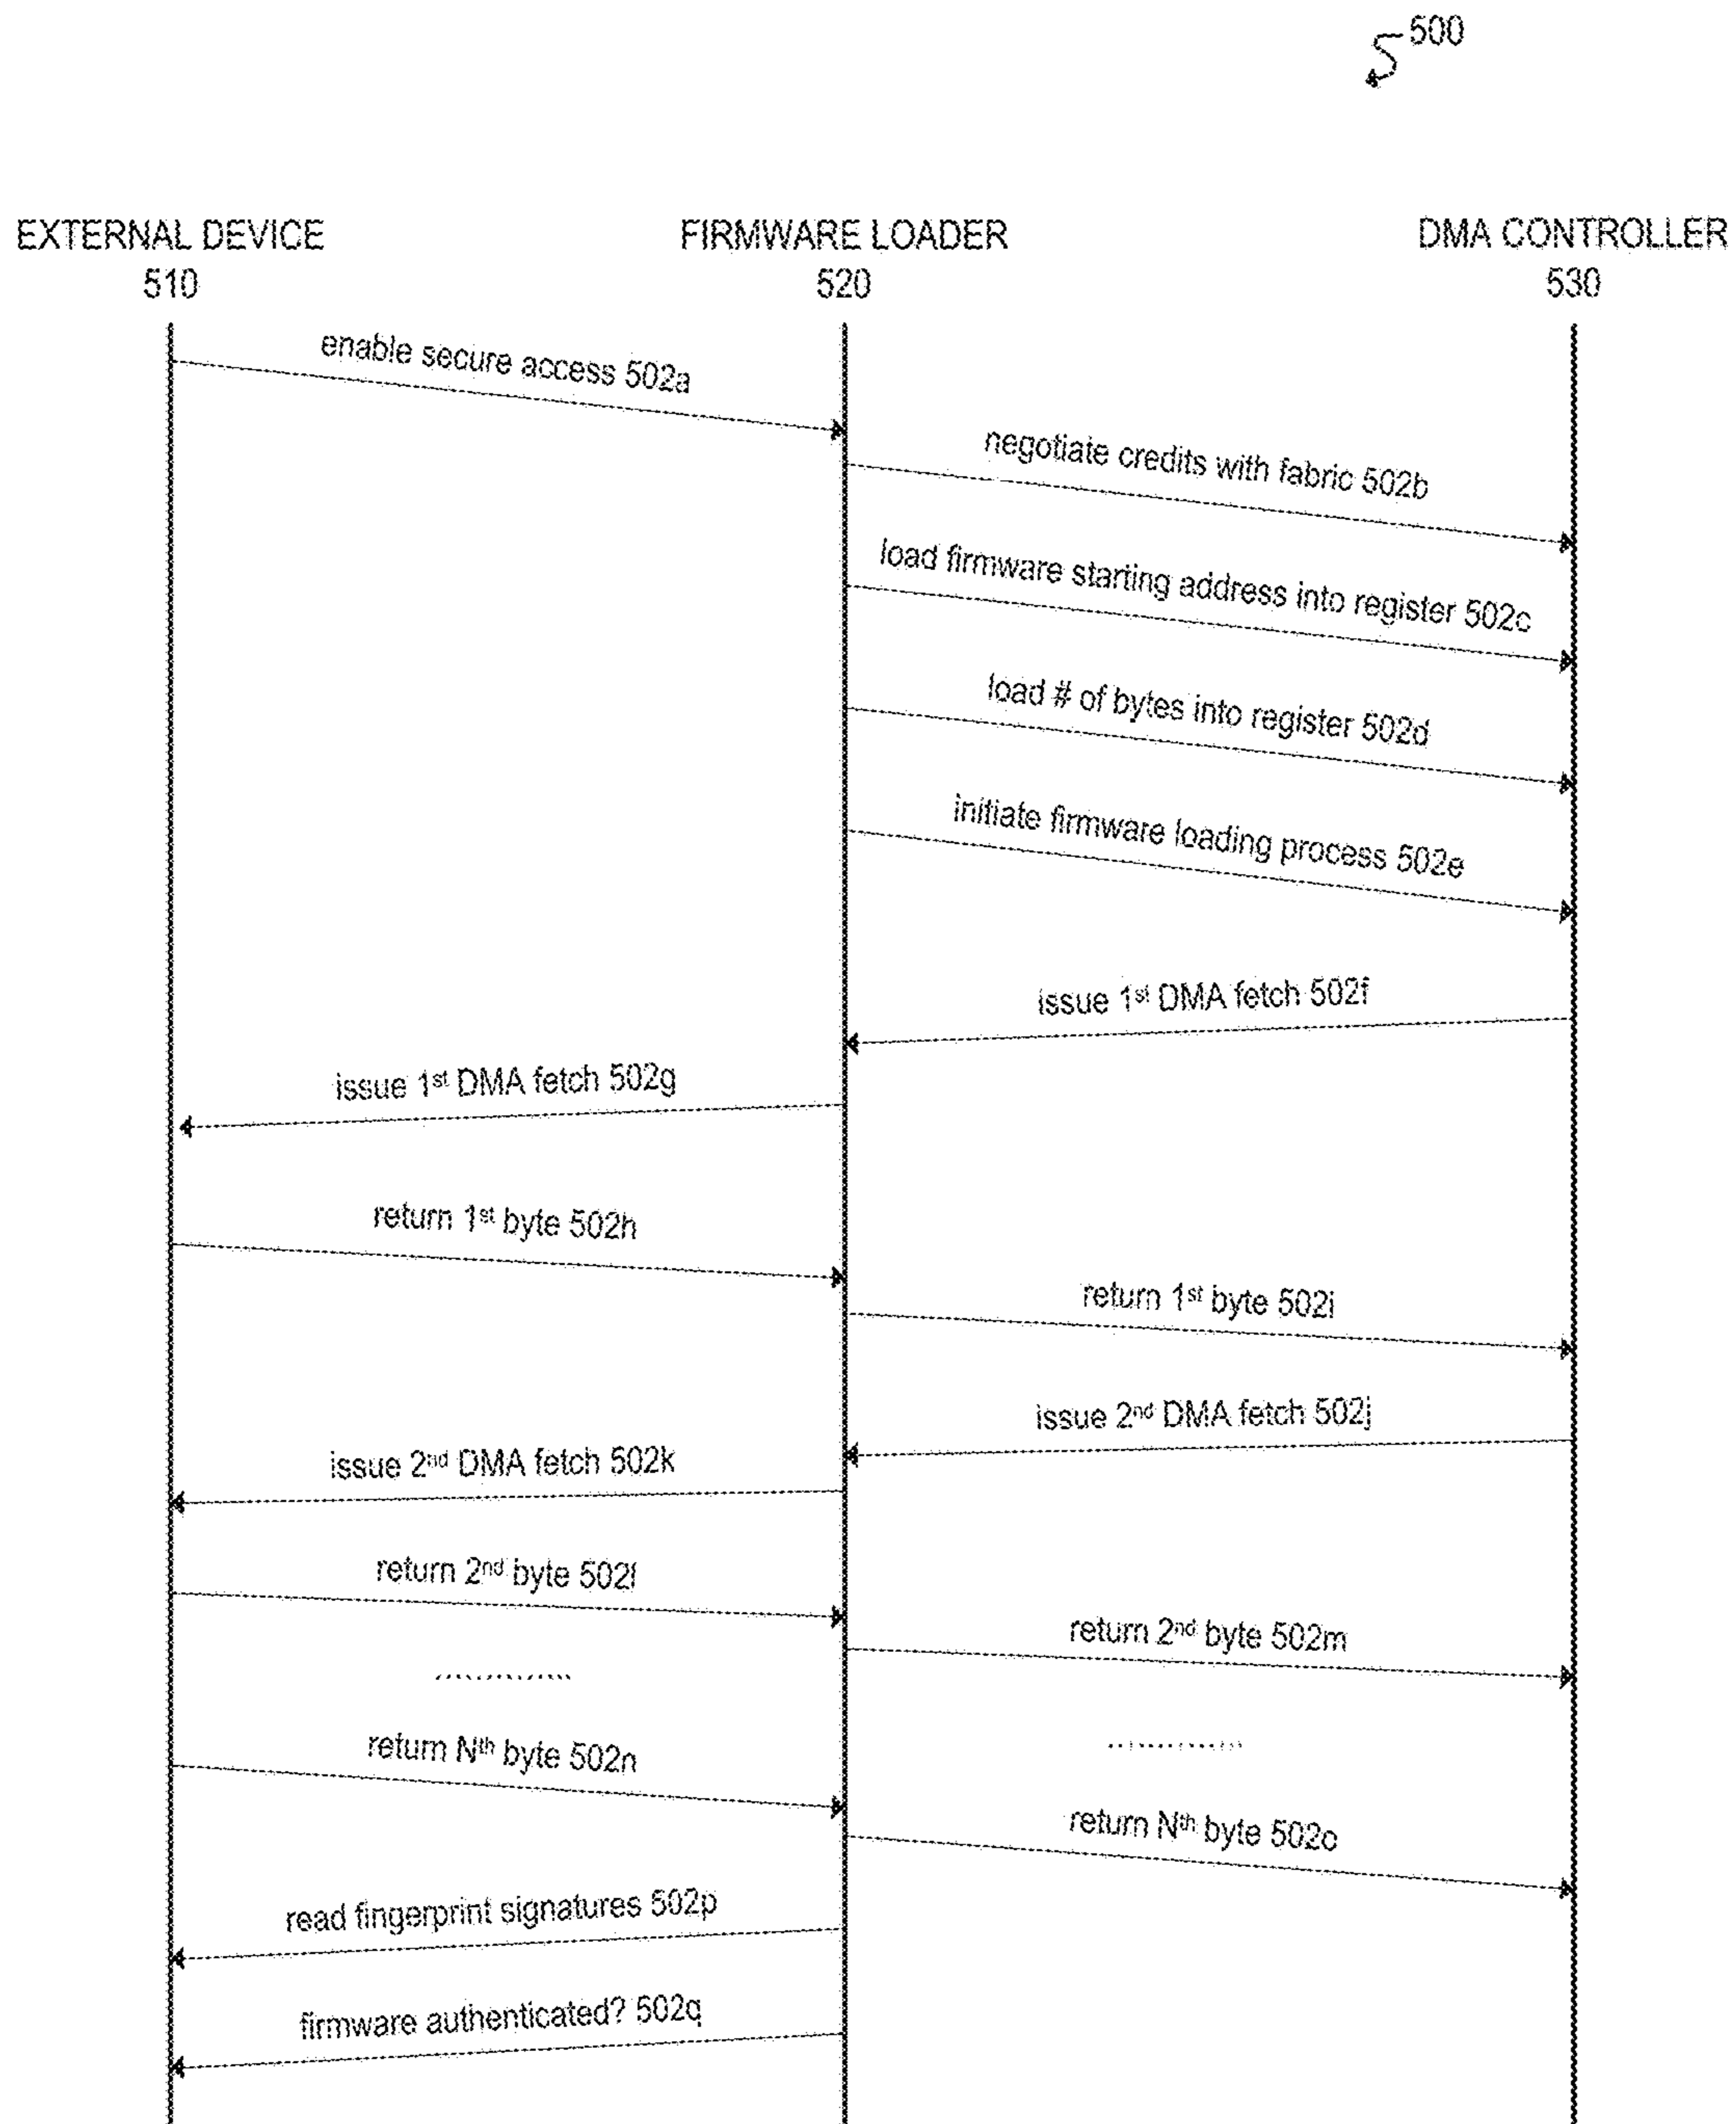 500
EXTERNAL DEVICE
510
FIRMWARE LOADER
520
DMA CONTROLLER
530
enable secure access 502a
negotiate credits with fabric 502b
load firmware starting address into register 502c
load # of bytes into register 502d
initiate firmware loading process 502e
issue 1st DMA fetch 502f
issue 1st DMA fetch 502g
return 1st byte 502h
return 1st byte 502i
issue 2nd DMA fetch 502j
issue 2nd DMA fetch 502k
return 2nd byte 502l
return 2nd byte 502m
.............
return Nth byte 502n
.............
return Nth byte 502o
read fingerprint signatures 502p
firmware authenticated? 502q